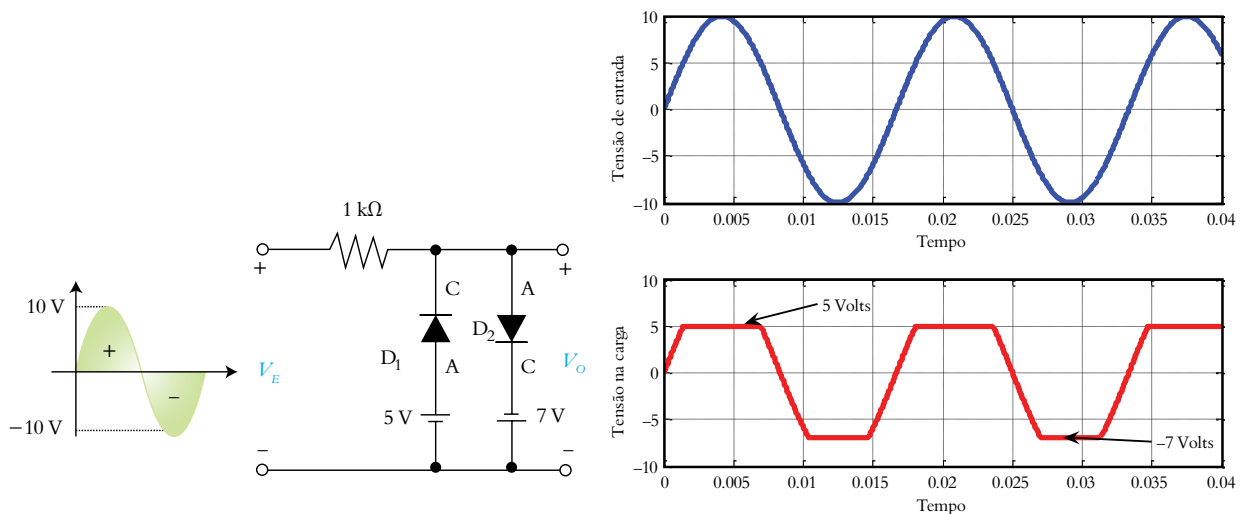 1 kΩ
+
+
C
A
10 V
D₂
+
D₁
A
C
V_E
V_O
−
5 V
7 V
−10 V
−
−
10
5
0
−5
−10
Tensão de entrada
0
0.005
0.01
0.015
0.02
0.025
0.03
0.035
0.04
Tempo
10
5
0
−5
−10
Tensão na carga
5 Volts
−7 Volts
0
0.005
0.01
0.015
0.02
0.025
0.03
0.035
0.04
Tempo